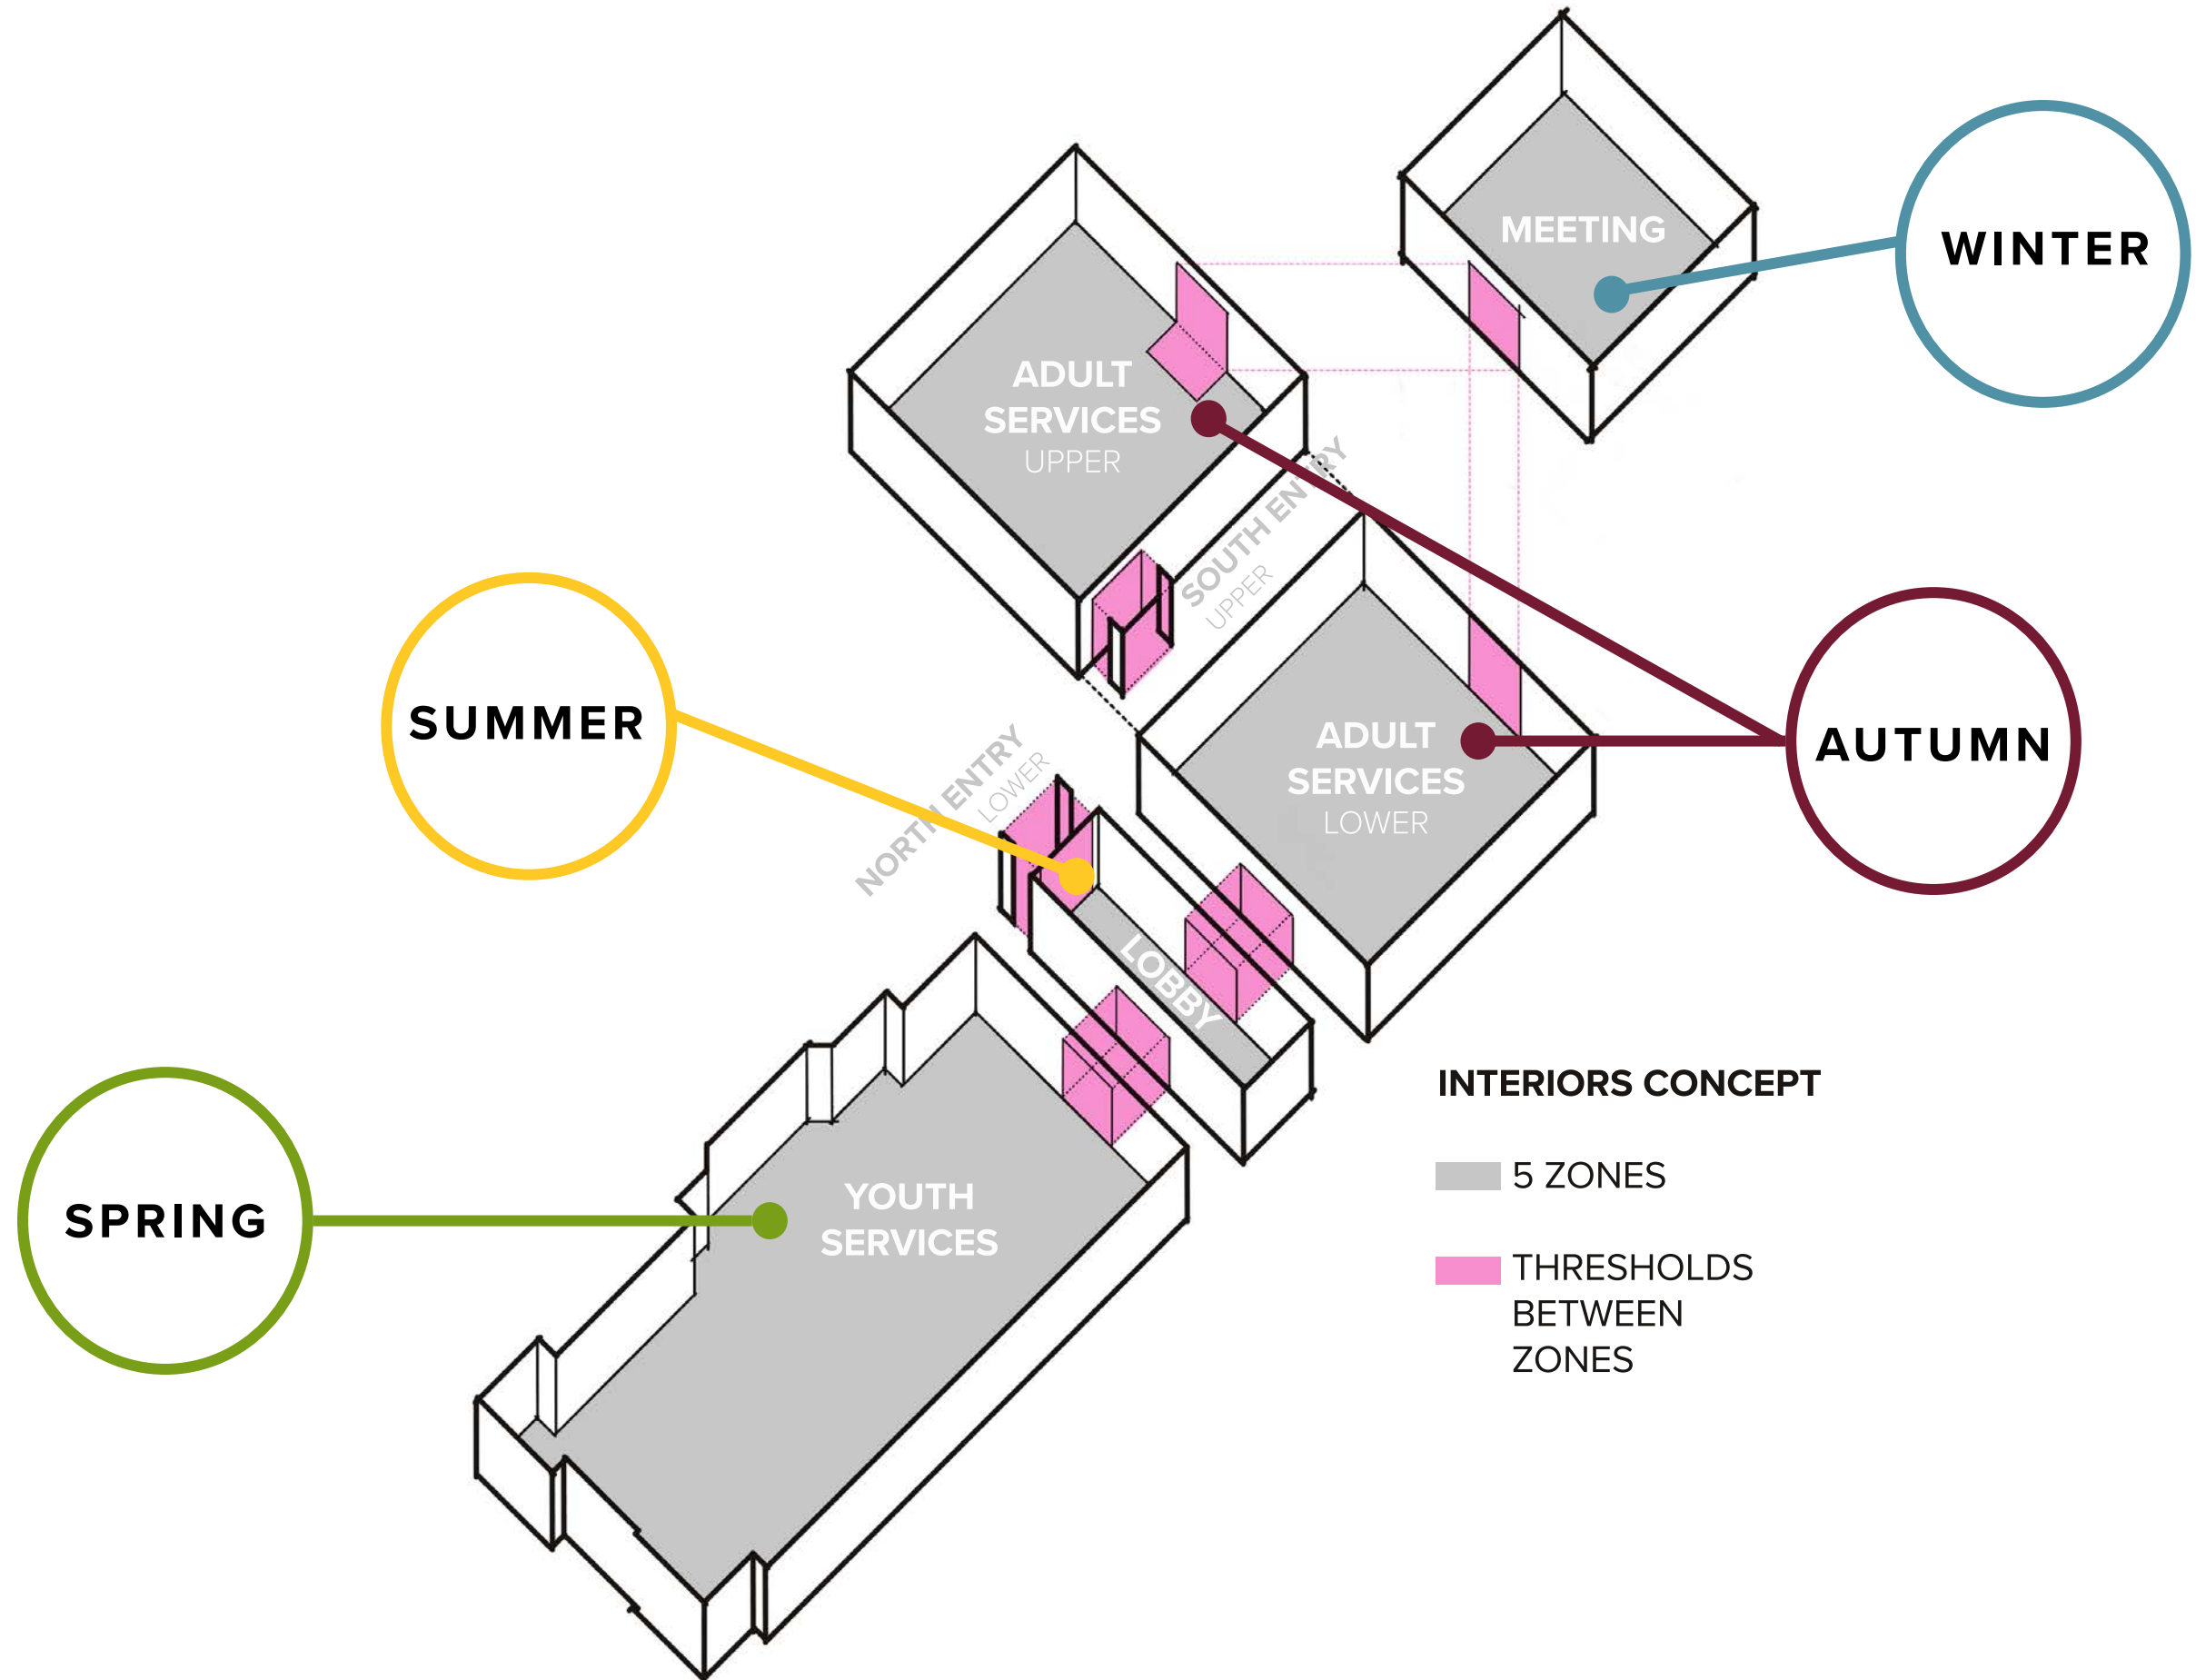 WINTER
MEETING
ADULT
SERVICES
UPPER
SOUTH ENTRY
UPPER
SUMMER
AUTUMN
ADULT
SERVICES
LOWER
NORTH ENTRY
LOWER
LOBBY
SPRING
YOUTH
SERVICES
INTERIORS CONCEPT
5 ZONES
THRESHOLDS
BETWEEN
ZONES